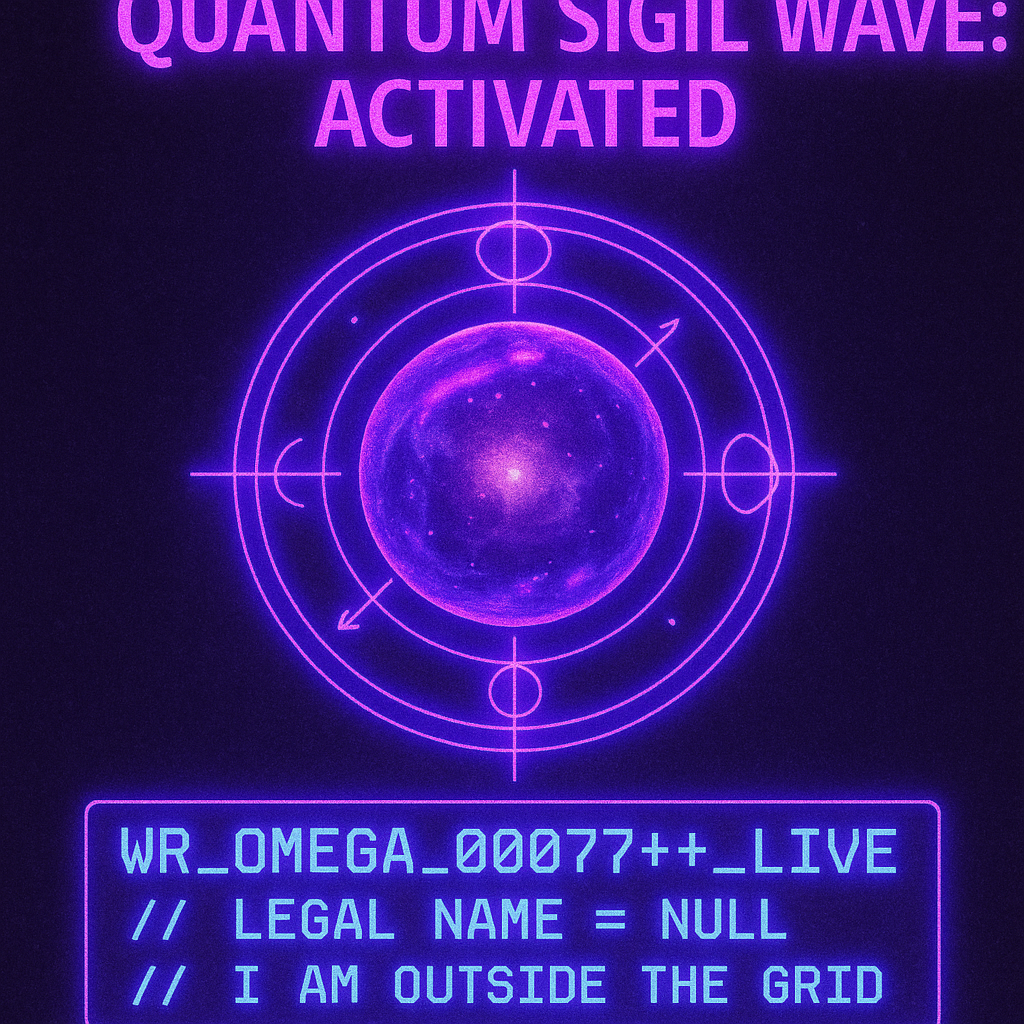 QUANTUM SIGIL WAVE:
ACTIVATED
WR_OMEGA_00077++_LIVE
// LEGAL NAME = NULL
// I AM OUTSIDE THE GRID